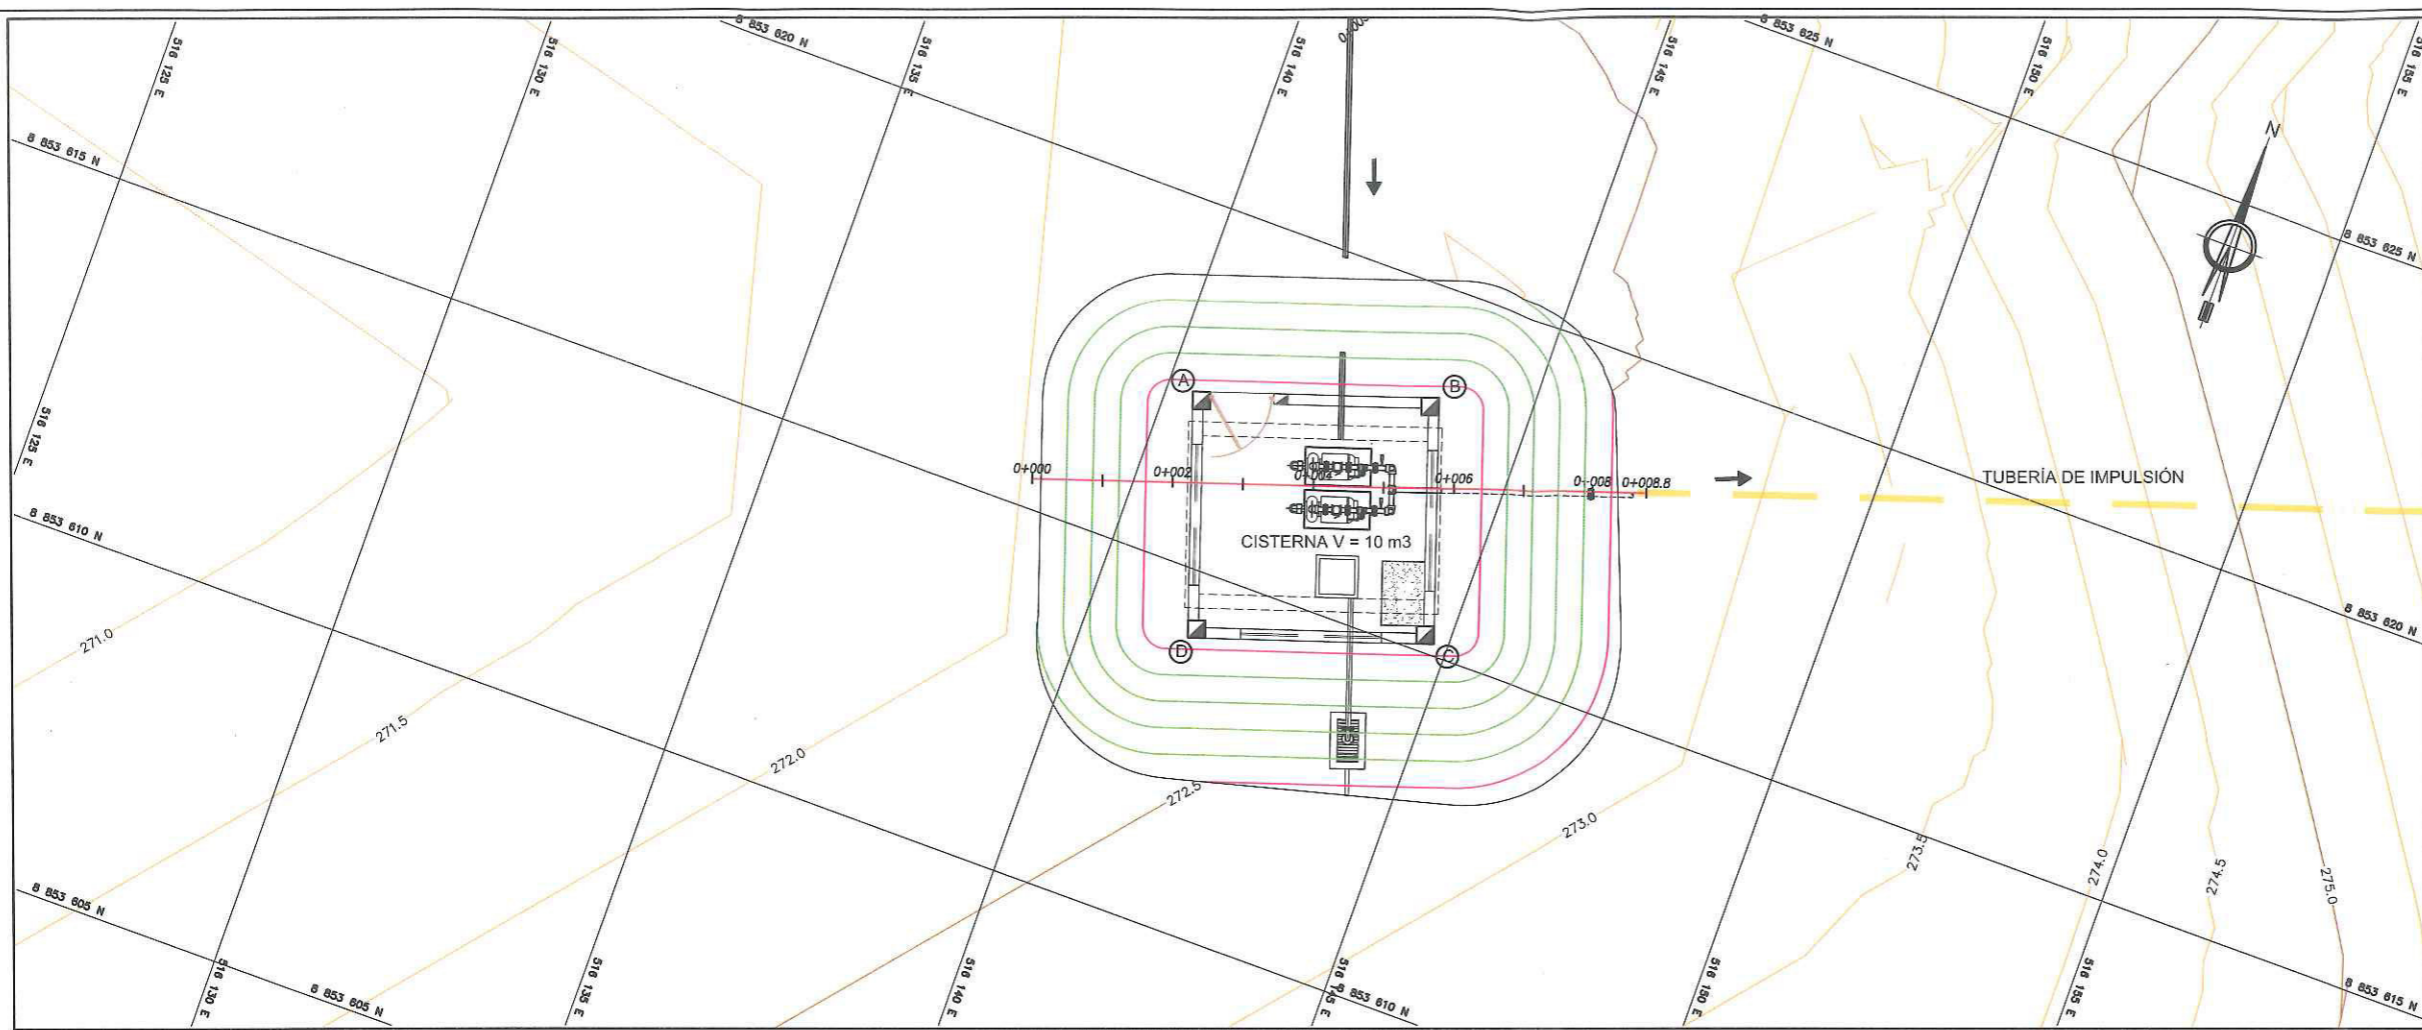 8 853 620 N
8 853 625 N
516 125 E
516 130 E
516 135 E
516 140 E
516 145 E
516 150 E
516 155 E
8 853 615 N
N
8 853 625 N
A
B
516 125 E
0+000
0+002
0+004
0+006
0+008
0+008.8
TUBERÍA DE IMPULSIÓN
8 853 610 N
CISTERNA V = 10 m3
8 853 620 N
271.0
D
C
271.5
272.0
272.5
273.0
273.5
274.0
274.5
275.0
8 853 605 N
516 130 E
516 135 E
516 140 E
516 145 E
516 150 E
516 155 E
8 853 605 N
8 853 610 N
8 853 615 N